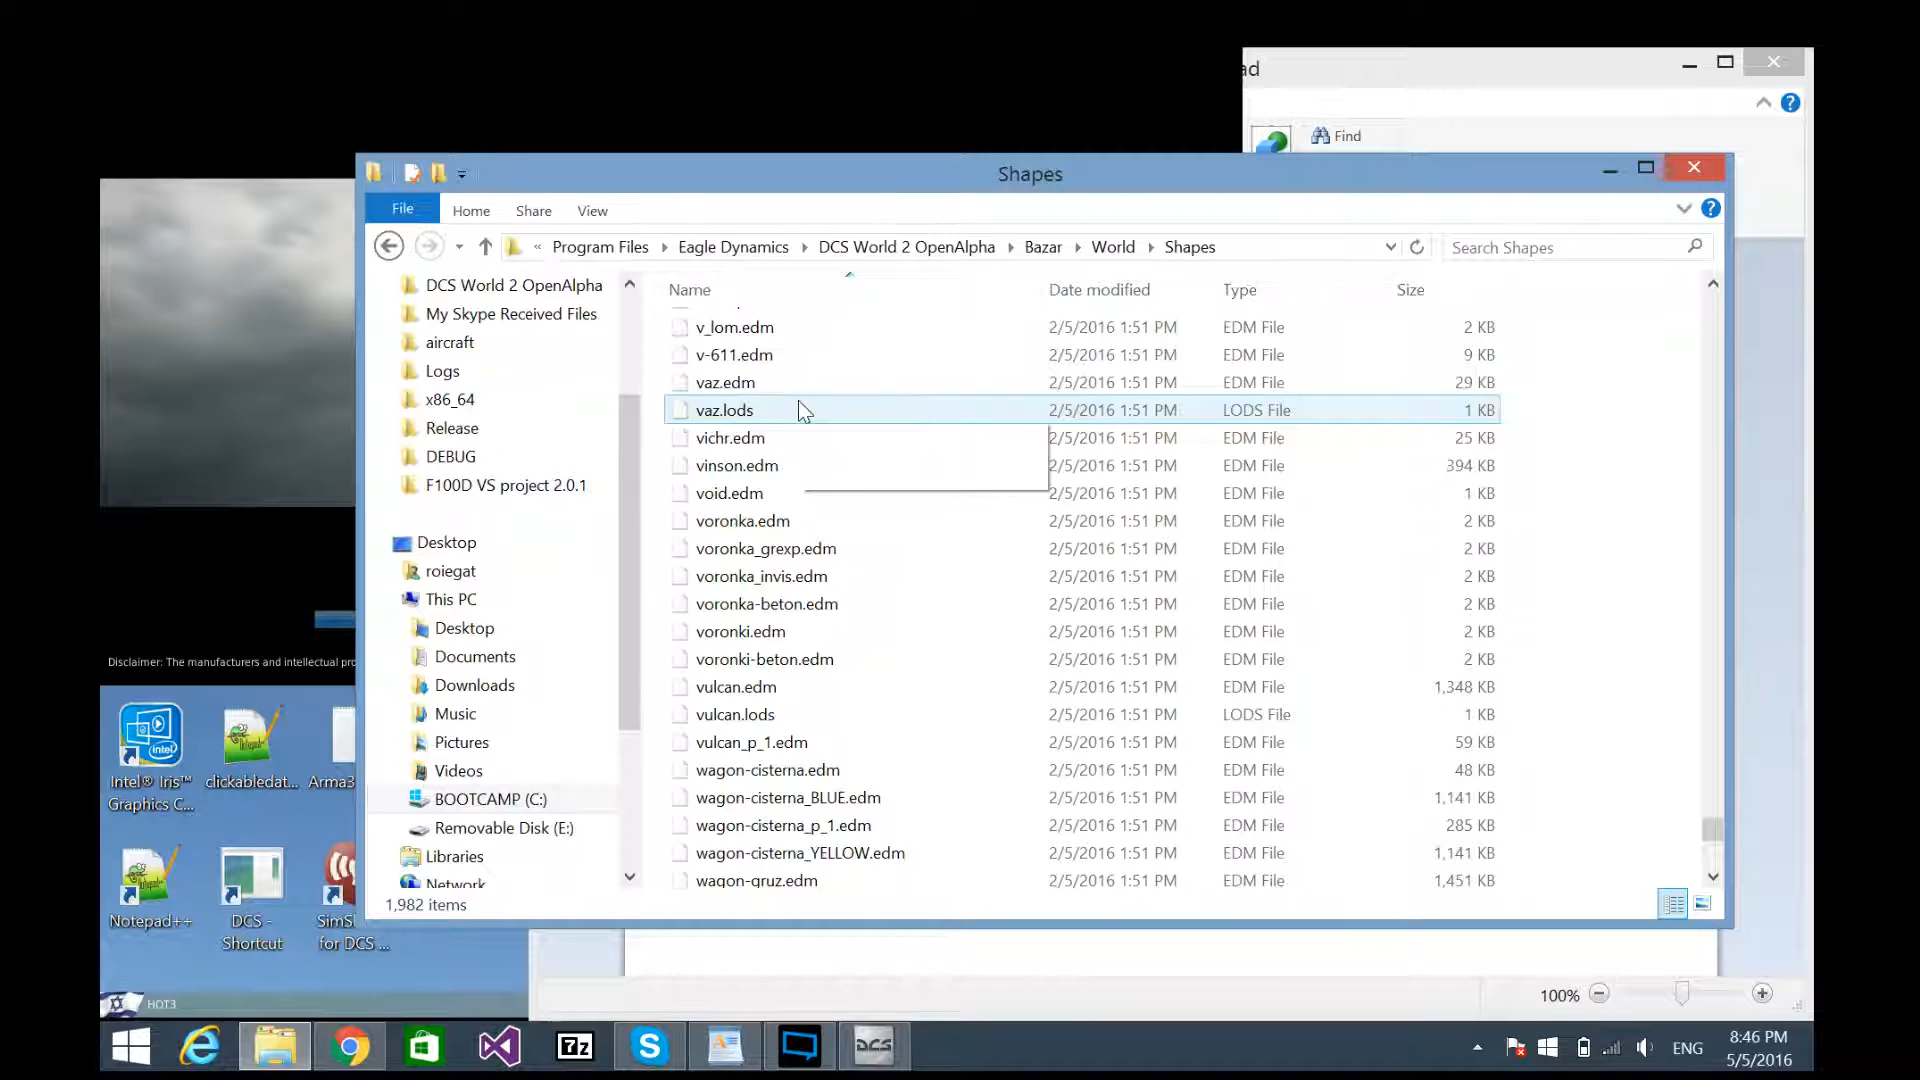 ad
Find
Shapes
File Home Share View
« Program Files Eagle Dynamics DCS World 2 OpenAlpha Bazar World Shapes
Search Shapes
DCS World 2 OpenAlpha
My Skype Received Files
aircraft
Logs
x86_64
Release
DEBUG
F100D VS project 2.0.1
Desktop
roiegat
This PC
Desktop
Documents
Downloads
Music
Pictures
Videos
BOOTCAMP (C:)
Removable Disk (E:)
Libraries
Network
Name Date modified Type Size
v_lom.edm 2/5/2016 1:51 PM EDM File 2 KB
v-611.edm 2/5/2016 1:51 PM EDM File 9 KB
vaz.edm 2/5/2016 1:51 PM EDM File 29 KB
vaz.lods 2/5/2016 1:51 PM LODS File 1 KB
vichr.edm 2/5/2016 1:51 PM EDM File 25 KB
vinson.edm 2/5/2016 1:51 PM EDM File 394 KB
void.edm 2/5/2016 1:51 PM EDM File 1 KB
voronka.edm 2/5/2016 1:51 PM EDM File 2 KB
voronka_grexp.edm 2/5/2016 1:51 PM EDM File 2 KB
voronka_invis.edm 2/5/2016 1:51 PM EDM File 2 KB
voronka-beton.edm 2/5/2016 1:51 PM EDM File 2 KB
voronki.edm 2/5/2016 1:51 PM EDM File 2 KB
voronki-beton.edm 2/5/2016 1:51 PM EDM File 2 KB
vulcan.edm 2/5/2016 1:51 PM EDM File 1,348 KB
vulcan.lods 2/5/2016 1:51 PM LODS File 1 KB
vulcan_p_1.edm 2/5/2016 1:51 PM EDM File 59 KB
wagon-cisterna.edm 2/5/2016 1:51 PM EDM File 48 KB
wagon-cisterna_BLUE.edm 2/5/2016 1:51 PM EDM File 1,141 KB
wagon-cisterna_p_1.edm 2/5/2016 1:51 PM EDM File 285 KB
wagon-cisterna_YELLOW.edm 2/5/2016 1:51 PM EDM File 1,141 KB
wagon-gruz.edm 2/5/2016 1:51 PM EDM File 1,451 KB
1,982 items
Disclaimer: The manufacturers and intellectual pro
Intel® Iris™
Graphics C...
clickabledat...
Arma3
Notepad++
DCS -
Shortcut
SimS
for DCS ...
HOT3
100%
7z
DCS
ENG
8:46 PM
5/5/2016